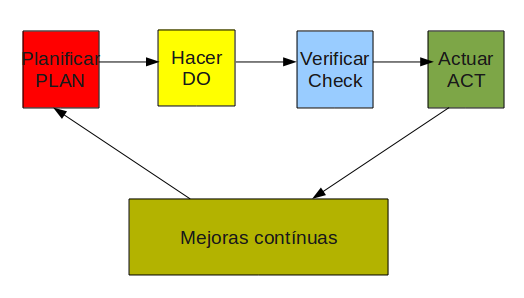 Planificar
PLAN
Hacer
DO
Verificar
Check
Actuar
ACT
Mejoras contínuas